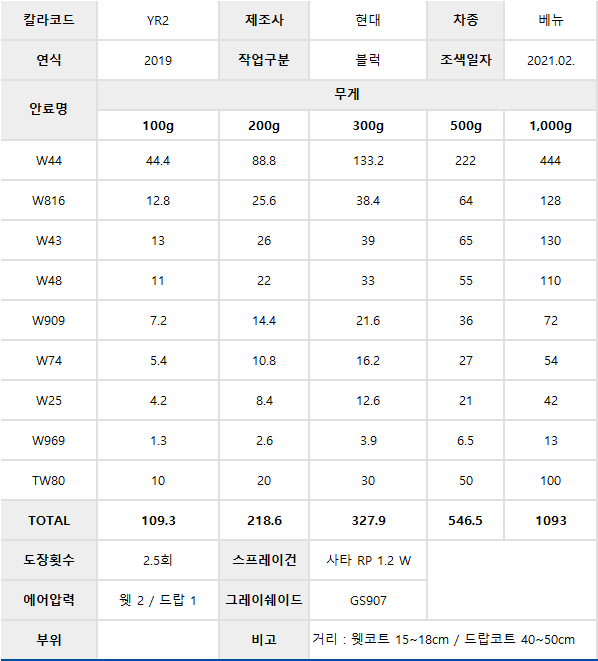 칼라코드 YR2 제조사 현대 차종 베뉴
연식 2019 작업구분 블럭 조색일자 2021.02.
안료명 무게
100g 200g 300g 500g 1,000g
W44 44.4 88.8 133.2 222 444
W816 12.8 25.6 38.4 64 128
W43 13 26 39 65 130
W48 11 22 33 55 110
W909 7.2 14.4 21.6 36 72
W74 5.4 10.8 16.2 27 54
W25 4.2 8.4 12.6 21 42
W969 1.3 2.6 3.9 6.5 13
TW80 10 20 30 50 100
TOTAL 109.3 218.6 327.9 546.5 1093
도장횟수 2.5회 스프레이건 사타 RP 1.2 W
에어압력 웻 2 / 드랍 1 그레이쉐이드 GS907
부위 비고 거리 : 웻코트 15~18cm / 드랍코트 40~50cm